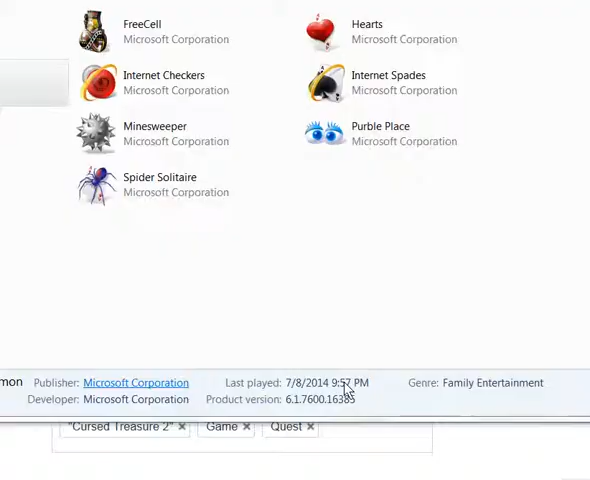 FreeCell
Microsoft Corporation
Hearts
Microsoft Corporation
Internet Checkers
Microsoft Corporation
Internet Spades
Microsoft Corporation
Minesweeper
Microsoft Corporation
Purble Place
Microsoft Corporation
Spider Solitaire
Microsoft Corporation
mon Publisher: Microsoft Corporation Last played: 7/8/2014 9:57 PM Genre: Family Entertainment
Developer: Microsoft Corporation Product version: 6.1.7600.16385
"Cursed Treasure 2" × Game × Quest ×